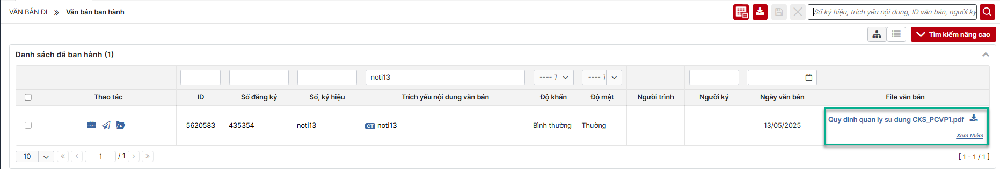 VĂN BẢN ĐI » Văn bản ban hành
Số ký hiệu, trích yếu nội dung, ID văn bản, người ký
Tìm kiếm nâng cao
Danh sách đã ban hành (1)
noti13 ---- ---- 
Thao tác ID Số đăng ký Số, ký hiệu Trích yếu nội dung văn bản Độ khẩn Độ mật Người trình Người ký Ngày văn bản File văn bản
5620583 435354 noti13 CT noti13 Bình thường Thường 13/05/2025 Quy dinh quan ly su dung CKS_PCVP1.pdf
Xem thêm
10 « ‹ 1 / 1 › » [ 1 - 1 / 1 ]